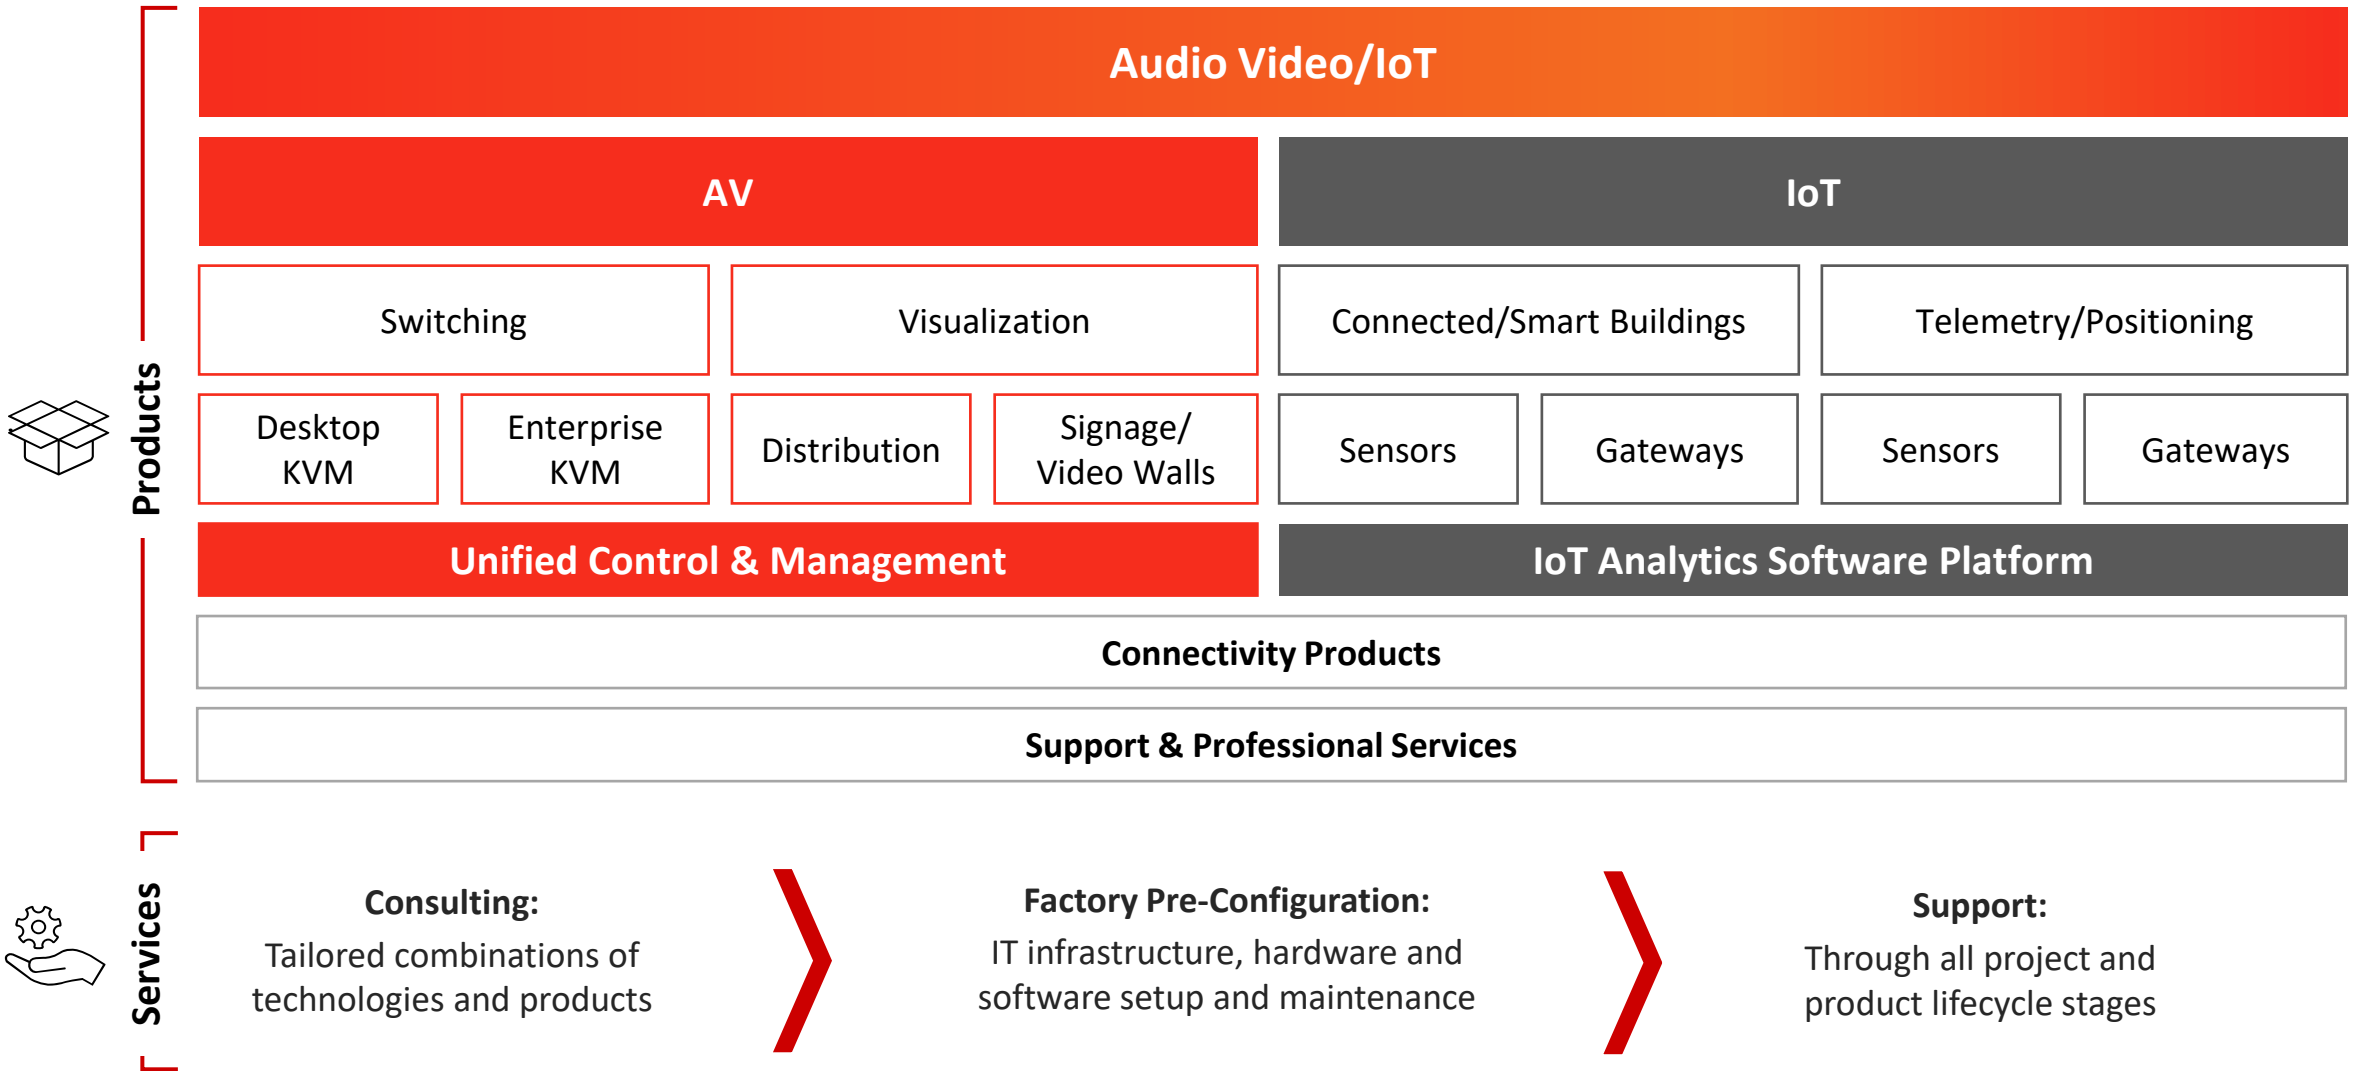 Audio Video/IoT
AV
IoT
Switching
Visualization
Connected/Smart Buildings
Telemetry/Positioning
Products
Desktop
KVM
Enterprise
KVM
Distribution
Signage/
Video Walls
Sensors
Gateways
Sensors
Gateways
Unified Control & Management
IoT Analytics Software Platform
Connectivity Products
Support & Professional Services
Services
Consulting:
Tailored combinations of
technologies and products
Factory Pre-Configuration:
IT infrastructure, hardware and
software setup and maintenance
Support:
Through all project and
product lifecycle stages